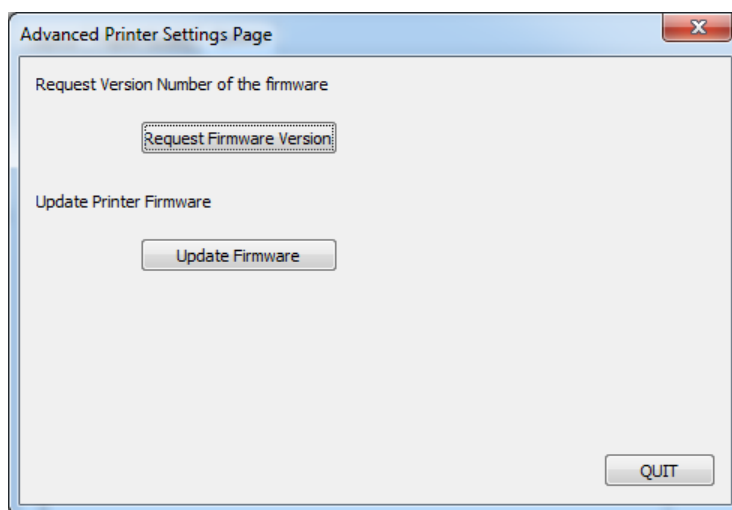 Advanced Printer Settings Page
Request Version Number of the firmware
Request Firmware Version
Update Printer Firmware
Update Firmware
QUIT